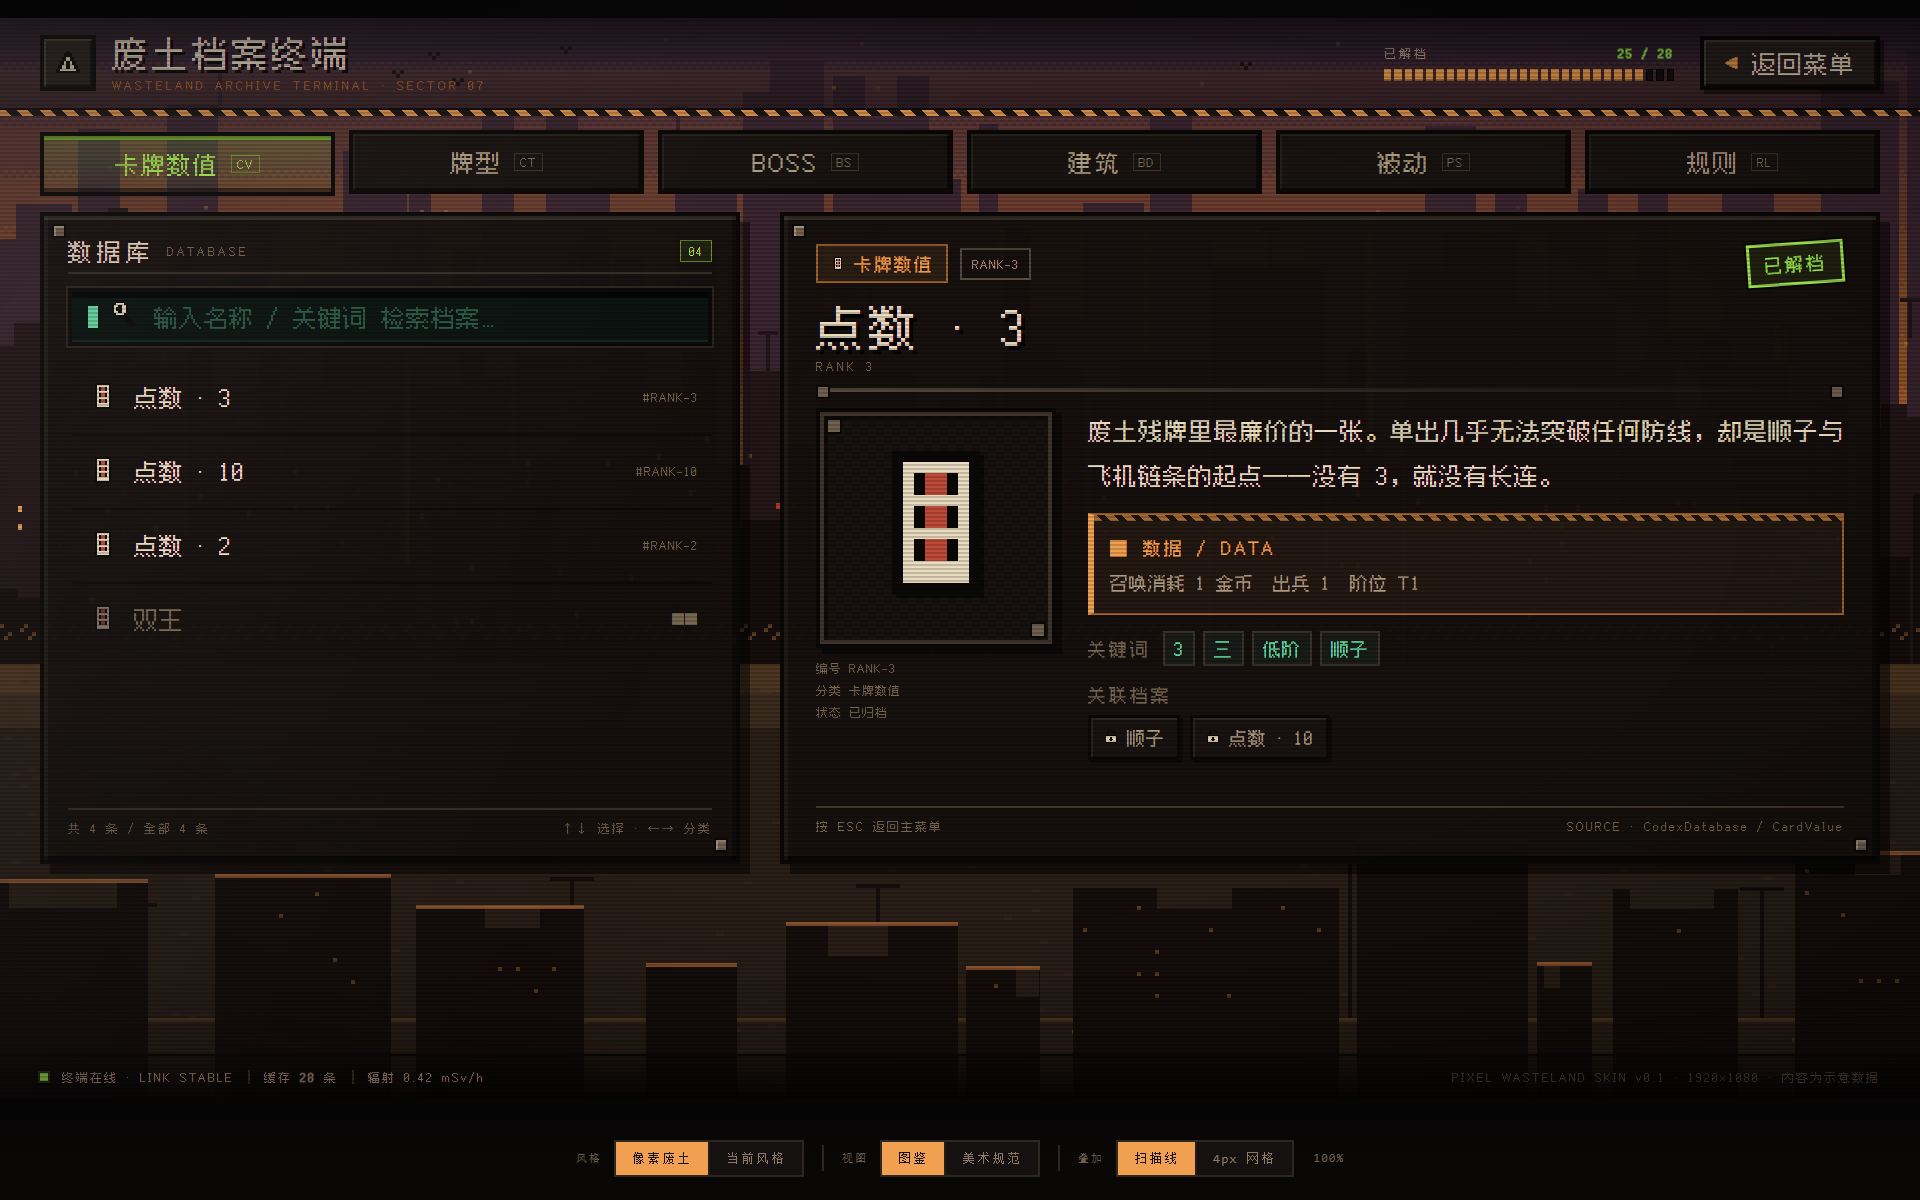 废土档案终端
WASTELAND ARCHIVE TERMINAL · SECTOR 07
已解档 25 / 28
◀ 返回菜单
卡牌数值 CV
牌型 CT
BOSS BS
建筑 BD
被动 PS
规则 RL
数据库 DATABASE 04
输入名称 / 关键词 检索档案…
点数 · 3 #RANK-3
点数 · 10 #RANK-10
点数 · 2 #RANK-2
双王
共 4 条 / 全部 4 条
↑↓ 选择 · ←→ 分类
卡牌数值 RANK-3
已解档
点数 · 3
RANK 3
废土残牌里最廉价的一张。单出几乎无法突破任何防线, 却是顺子与
飞机链条的起点——没有 3, 就没有长连。
数据 / DATA
召唤消耗 1 金币 出兵 1 阶位 T1
编号 RANK-3
分类 卡牌数值
状态 已归档
关键词 3 三 低阶 顺子
关联档案
顺子 点数 · 10
按 ESC 返回主菜单
SOURCE · CodexDatabase / CardValue
终端在线 · LINK STABLE | 缓存 28 条 | 辐射 0.42 mSv/h
PIXEL WASTELAND SKIN v0.1 · 1920x1080 · 内容为示意数据
风格 像素废土 当前风格 视图 图鉴 美术规范 叠加 扫描线 4px 网格 100%